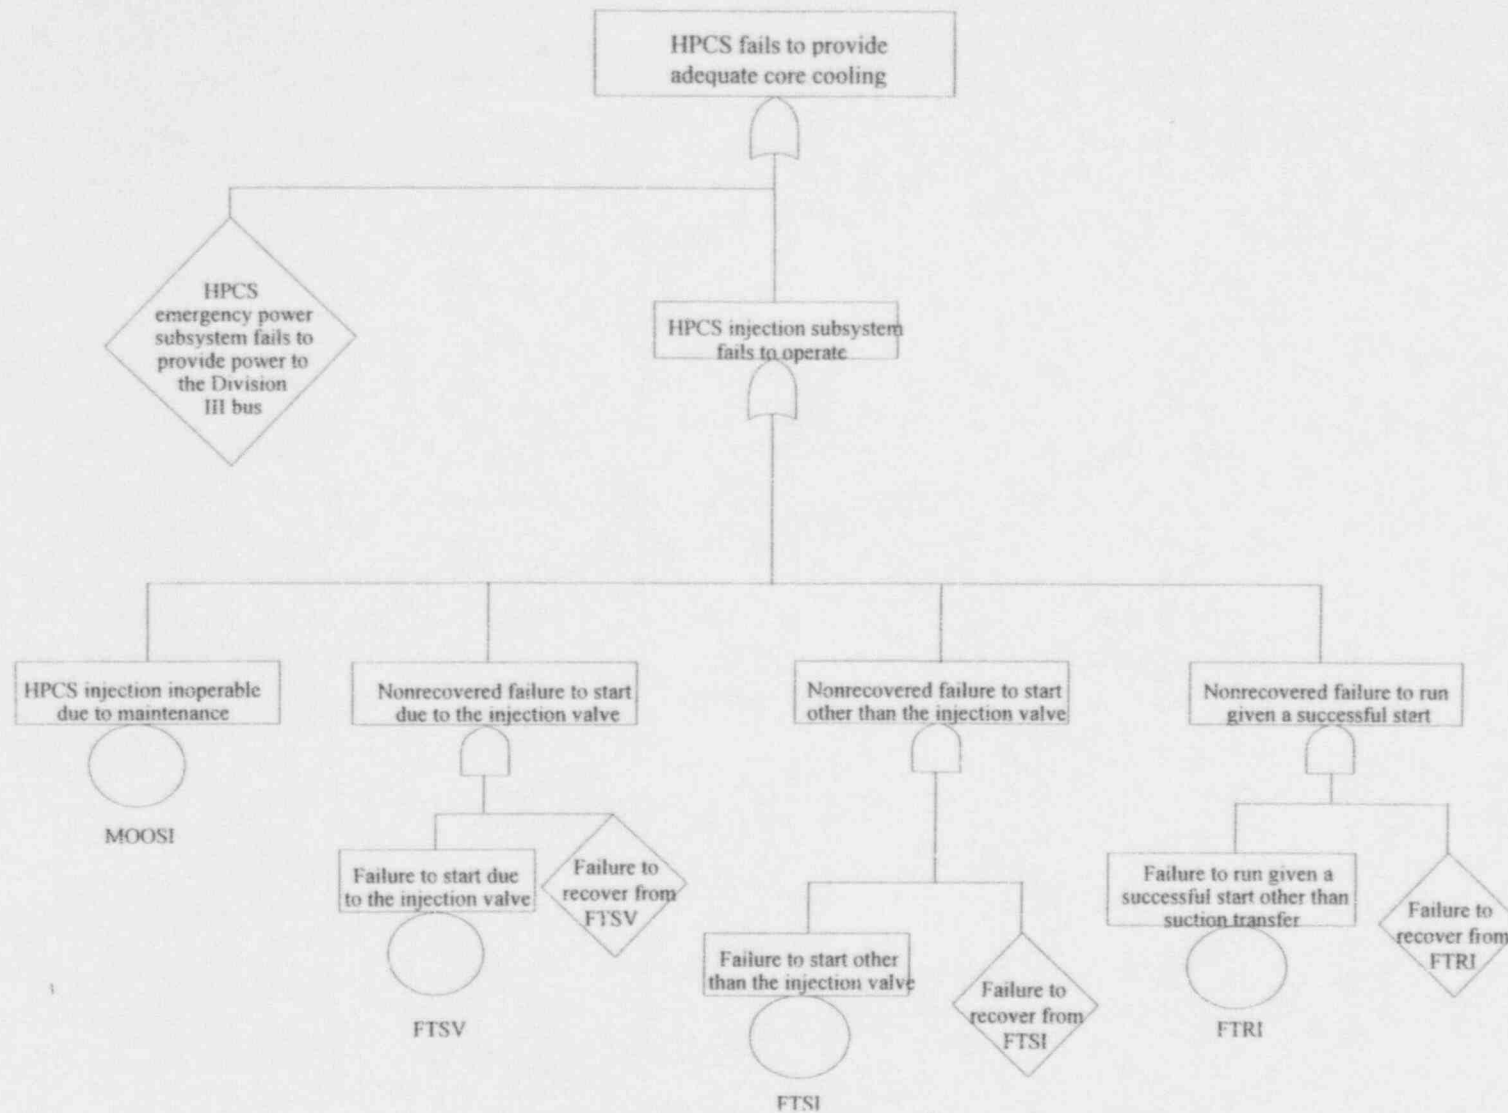 HPCS fails to provide
adequate core cooling
HPCS
emergency power
subsystem fails to
provide power to
the Division
III bus
HPCS injection subsystem
fails to operate
HPCS injection inoperable
due to maintenance
MOOSI
Nonrecovered failure to start
due to the injection valve
Failure to start due
to the injection valve
FTSV
Failure to
recover from
FTSV
Nonrecovered failure to start
other than the injection valve
Failure to start other
than the injection valve
FTSI
Failure to
recover from
FTSI
Nonrecovered failure to run
given a successful start
Failure to run given a
successful start other than
suction transfer
FTRI
Failure to
recover from
FTRI